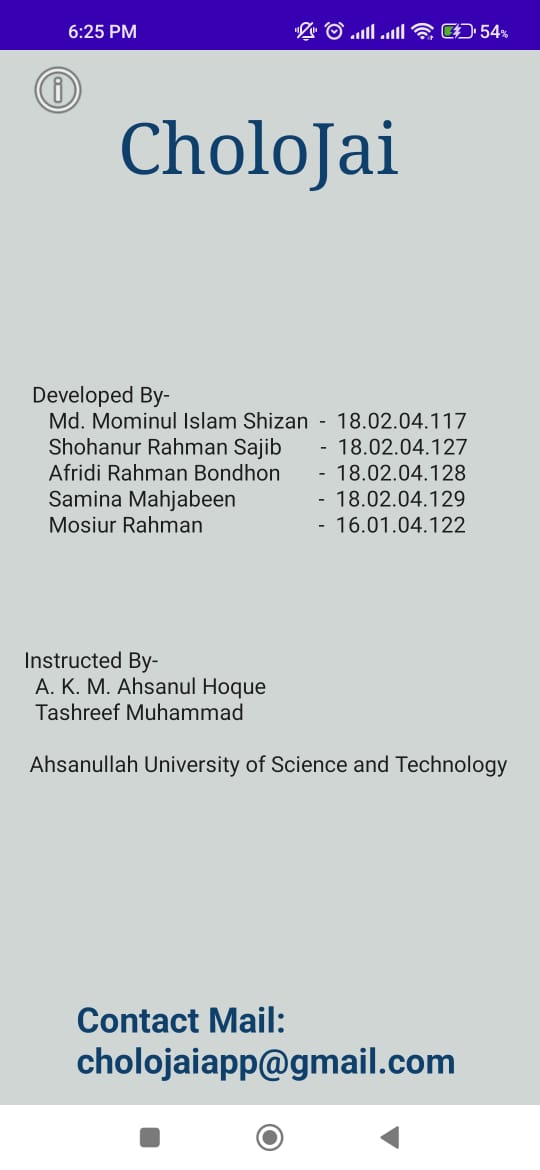 6:25 PM 54%
CholoJai
Developed By-
Md. Mominul Islam Shizan - 18.02.04.117
Shohanur Rahman Sajib - 18.02.04.127
Afridi Rahman Bondhon - 18.02.04.128
Samina Mahjabeen - 18.02.04.129
Mosiur Rahman - 16.01.04.122
Instructed By-
A. K. M. Ahsanul Hoque
Tashreef Muhammad
Ahsanullah University of Science and Technology
Contact Mail:
cholojaiapp@gmail.com